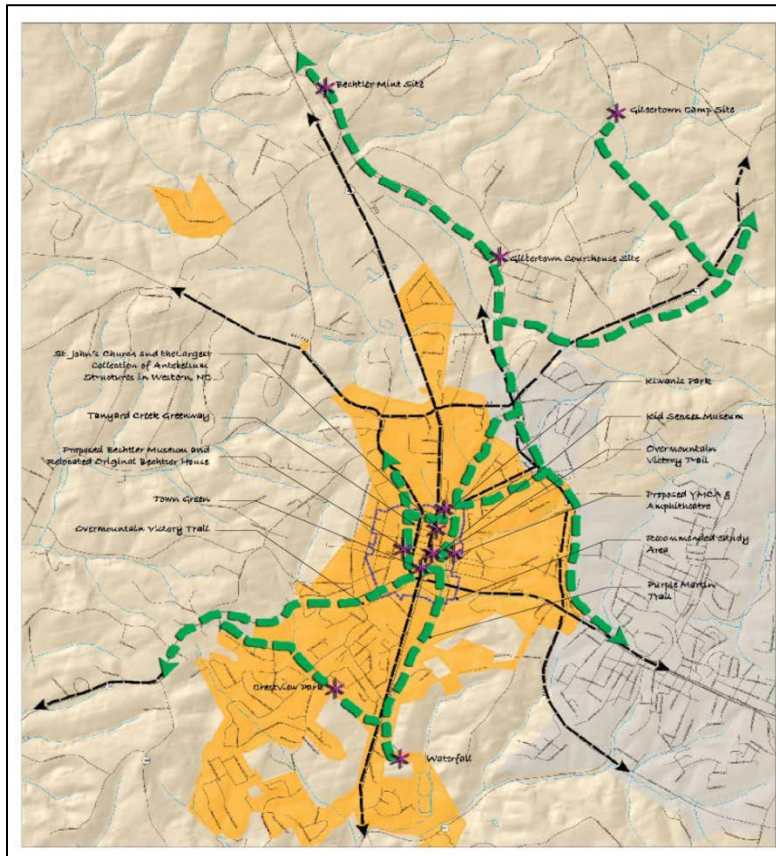 Bechtler Mint Site
Gilbertown Camp Site
Gilbertown Courthouse Site
St. John's Church and the Largest
Collection of Antebellum
Structures in Western, NC
Tanyard Creek Greenway
Proposed Bechtler Museum and
Relocated Original Bechtler House
Town Green
Overmountain Victory Trail
Kiwanis Park
Kid Senses Museum
Overmountain
Victory Trail
Proposed YMCA &
Amphitheatre
Recommended Study
Area
Purple Martin
Trail
Crestview Park
Waterfall